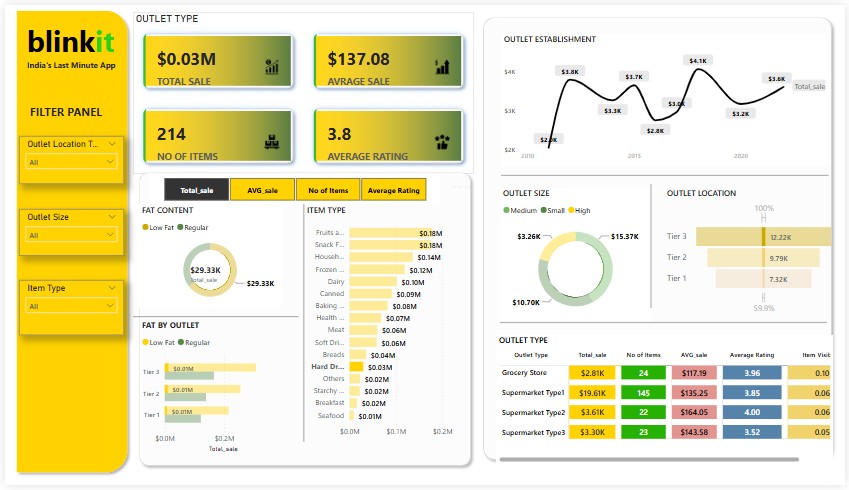 blinkit
India's Last Minute App
FILTER PANEL
Outlet Location T...
All
Outlet Size
All
Item Type
All
OUTLET TYPE
$0.03M
TOTAL SALE
$137.08
AVRAGE SALE
214
NO OF ITEMS
3.8
AVERAGE RATING
Total_sale AVG_sale No of Items Average Rating
FAT CONTENT
Low Fat Regular
$29.33K
Total_sale
$29.33K
FAT BY OUTLET
Low Fat Regular
Tier 3 $0.01M
Tier 2 $0.01M
Tier 1 $0.01M
$0.0M $0.2M
Total_sale
ITEM TYPE
Fruits a... $0.18M
Snack F... $0.18M
Househ... $0.14M
Frozen ... $0.12M
Dairy $0.10M
Canned $0.09M
Baking ... $0.08M
Health ... $0.07M
Meat $0.06M
Soft Dri... $0.06M
Breads $0.04M
Hard Dr... $0.03M
Others $0.02M
Starchy ... $0.02M
Breakfast $0.02M
Seafood $0.01M
$0.0M $0.1M $0.2M
OUTLET ESTABLISHMENT
$4K
$3K
$2K
$3.8K
$3.3K
$3.7K
$2.8K
$3.0K
$4.1K
$3.2K
$3.6K
Total_sale
2010 2015 2020
OUTLET SIZE
Medium Small High
$3.26K
$15.37K
$10.70K
OUTLET LOCATION
100%
Tier 3 12.22K
Tier 2 9.79K
Tier 1 7.32K
59.9%
OUTLET TYPE
Outlet Type Total_sale No of Items AVG_sale Average Rating Item Visib
Grocery Store $2.81K 24 $117.19 3.96 0.10
Supermarket Type1 $19.61K 145 $135.25 3.85 0.06
Supermarket Type2 $3.61K 22 $164.05 4.00 0.06
Supermarket Type3 $3.30K 23 $143.58 3.52 0.05